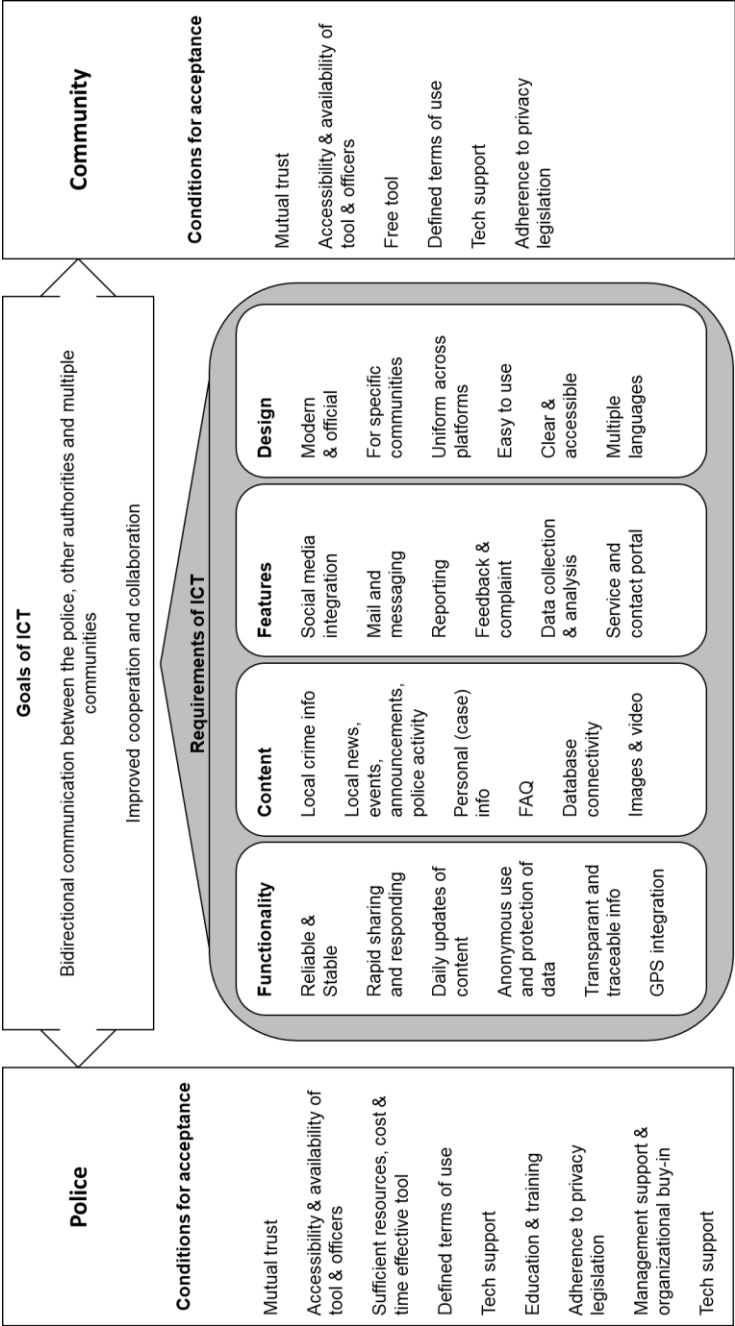 Police
Conditions for acceptance
Mutual trust
Accessibility & availability of
tool & officers
Sufficient resources, cost &
time effective tool
Defined terms of use
Tech support
Education & training
Adherence to privacy
legislation
Management support &
organizational buy-in
Tech support
Goals of ICT
Bidirectional communication between the police, other authorities and multiple
communities
Improved cooperation and collaboration
Requirements of ICT
Functionality
Reliable &
Stable
Rapid sharing
and responding
Daily updates of
content
Anonymous use
and protection of
data
Transparant and
traceable info
GPS integration
Content
Local crime info
Local news,
events,
announcements,
police activity
Personal (case)
info
FAQ
Database
connectivity
Images & video
Features
Social media
integration
Mail and
messaging
Reporting
Feedback &
complaint
Data collection
& analysis
Service and
contact portal
Design
Modern
& official
For specific
communities
Uniform across
platforms
Easy to use
Clear &
accessible
Multiple
languages
Community
Conditions for acceptance
Mutual trust
Accessibility & availability of
tool & officers
Free tool
Defined terms of use
Tech support
Adherence to privacy
legislation